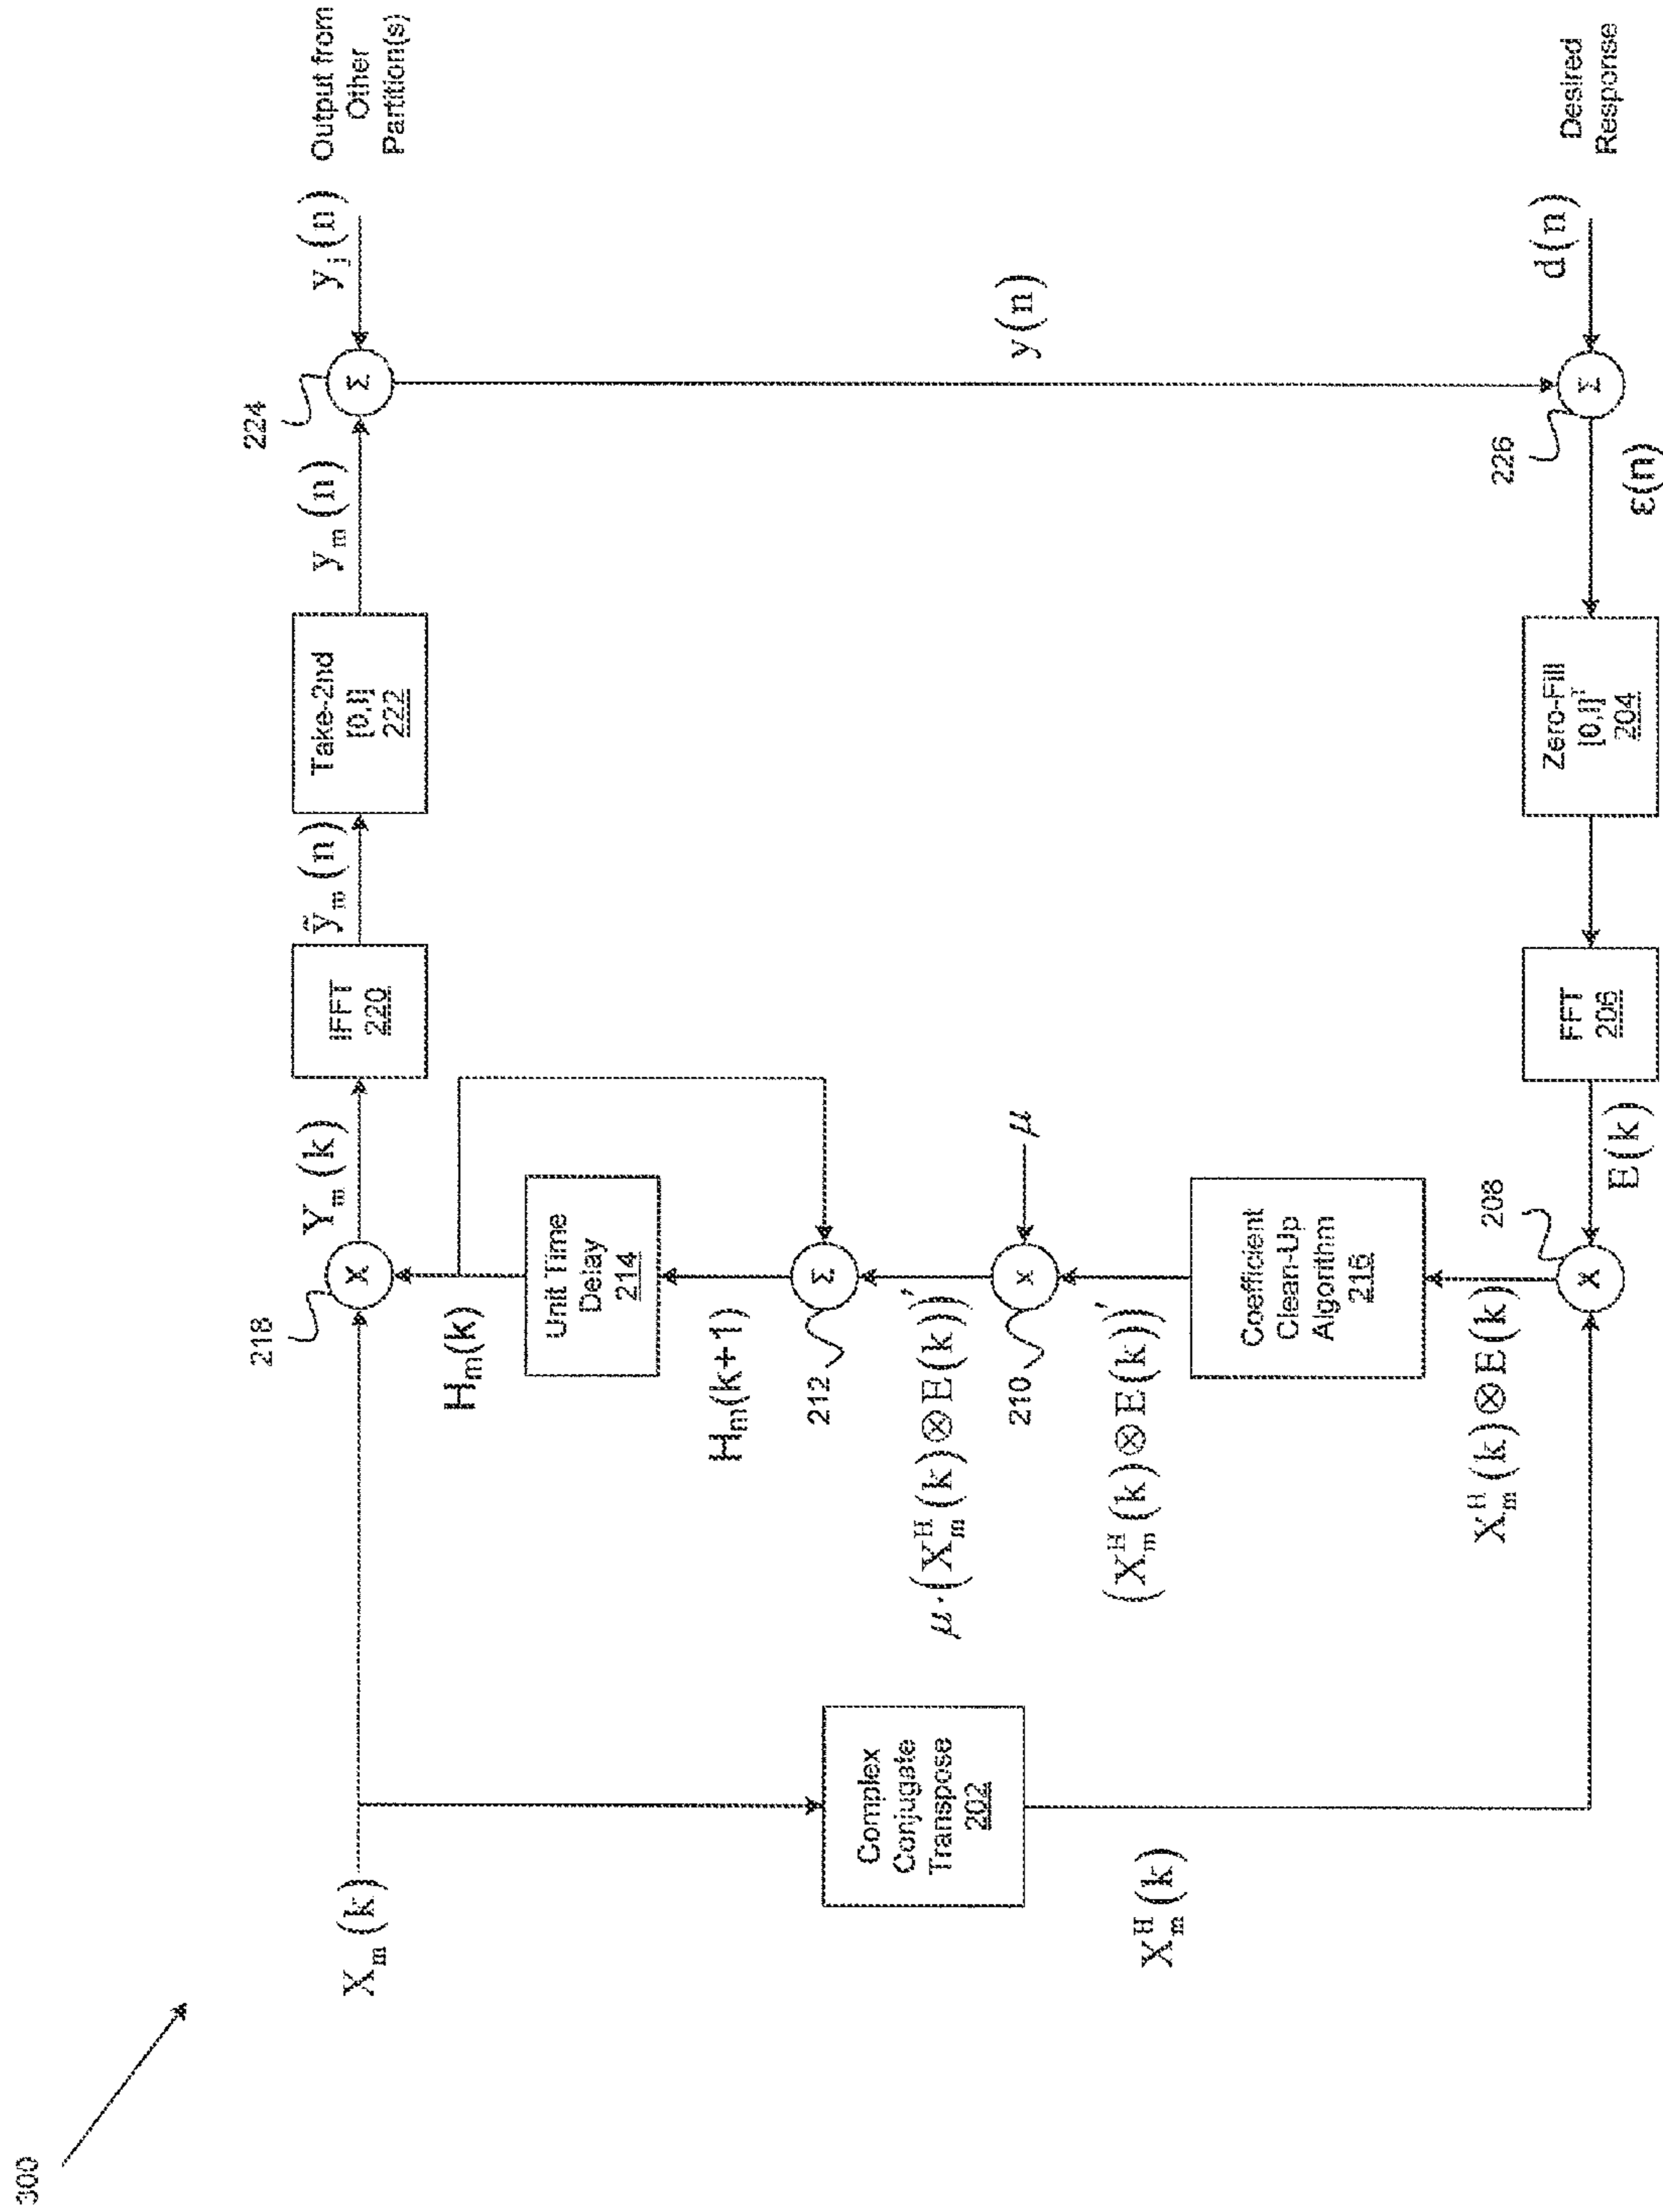 300
X_m(k)
218
Y_m(k)
IFFT
220
ỹ_m(n)
Take-2nd
[0,I]
222
y_m(n)
224
Σ
y_j(n)
Output from
Other
Partition(s)
X
H_m(k)
Unit Time
Delay
214
H_m(k+1)
212
Σ
μ·(X_m^H(k)⊗E(k))′
210
x
μ
(X_m^H(k)⊗E(k))′
Coefficient
Clean-Up
Algorithm
216
X_m^H(k)⊗E(k)
Complex
Conjugate
Transpose
202
X_m^H(k)
y(n)
208
X
E(k)
FFT
206
Zero-Fill
[0,I]^T
204
ε(n)
226
Σ
d(n)
Desired
Response